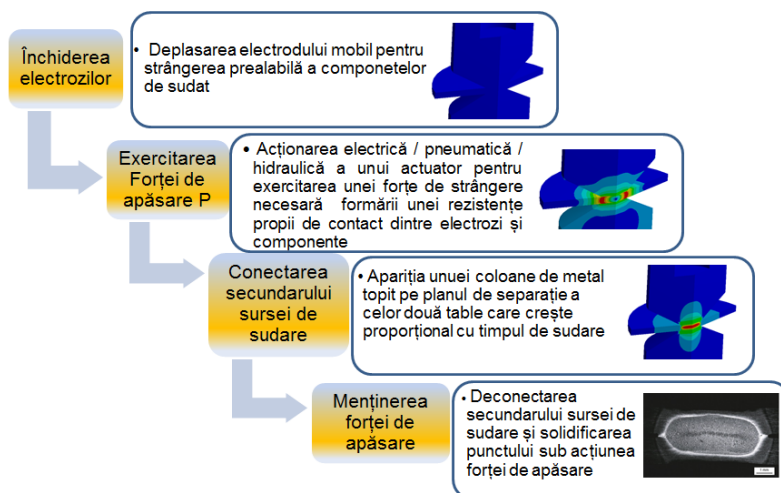 Închiderea
electrozilor
• Deplasarea electrodului mobil pentru
strângerea prealabilă a componetelor
de sudat
Exercitarea
Forței de
apăsare P
• Acționarea electrică / pneumatică /
hidraulică a unui actuator pentru
exercitarea unei forțe de strângere
necesară formării unei rezistențe
propii de contact dintre electrozi și
componente
Conectarea
secundarului
sursei de
sudare
• Apariția unuei coloane de metal
topit pe planul de separație a
celor două table care crește
proporțional cu timpul de sudare
Menținerea
forței de
apăsare
• Deconectarea
secundarului sursei de
sudare și solidificarea
punctului sub acțiunea
forței de apăsare